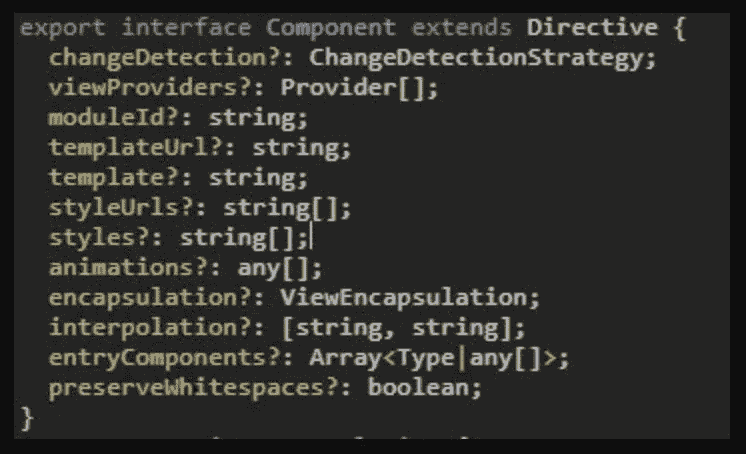 export interface Component extends Directive {
changeDetection?: ChangeDetectionStrategy;
viewProviders?: Provider[];
moduleId?: string;
templateUrl?: string;
template?: string;
styleUrls?: string[];
styles?: string[];
animations?: any[];
encapsulation?: ViewEncapsulation;
interpolation?: [string, string];
entryComponents?: Array<Type|any[]>;
preserveWhitespaces?: boolean;
}